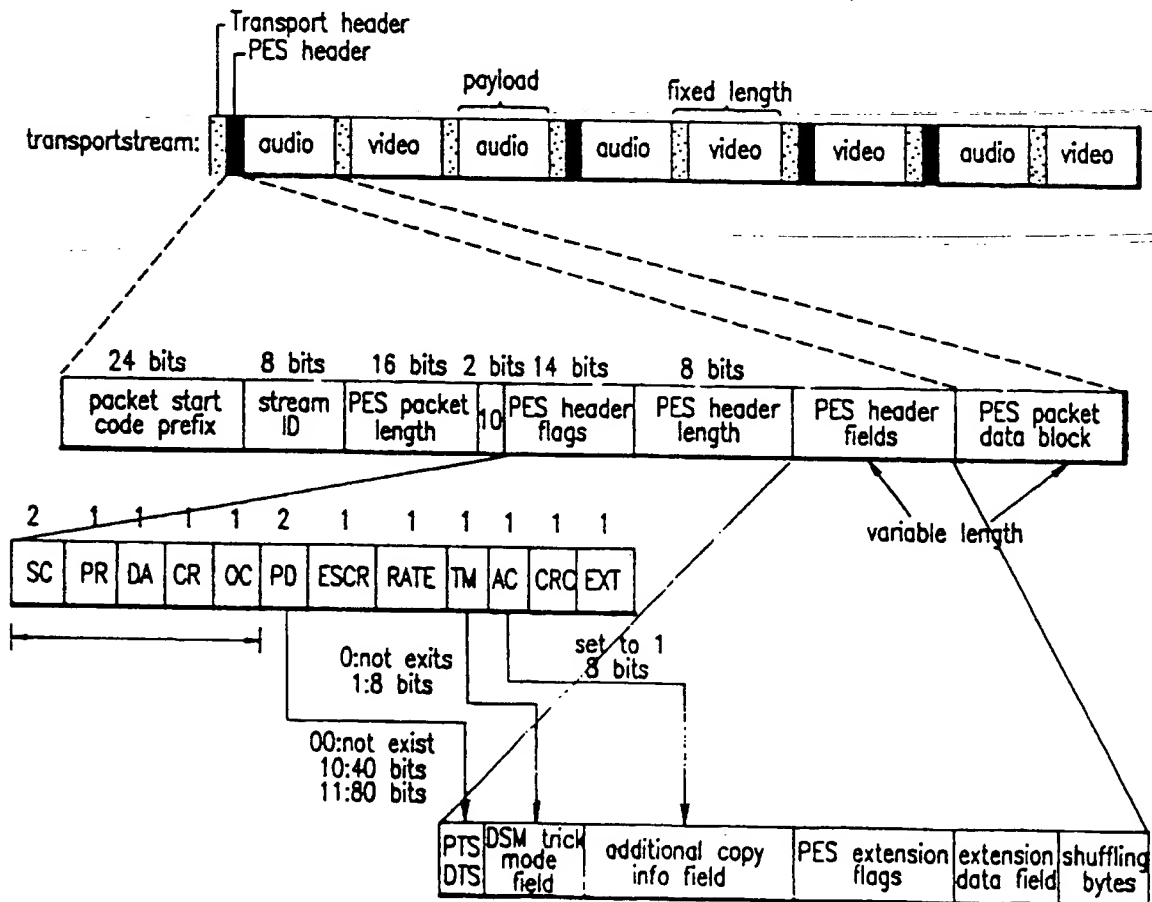 Transport header
PES header
payload
fixed length
transportstream:
audio video audio audio video video audio video
24 bits 8 bits 16 bits 2 bits 14 bits 8 bits
packet start code prefix
stream ID
PES packet length
10
PES header flags
PES header length
PES header fields
PES packet data block
variable length
2 1 1 1 1 2 1 1 1 1 1 1
SC PR DA CR OC PD ESCR RATE TM AC CRC EXT
set to 1
8 bits
0:not exits
1:8 bits
00:not exist
10:40 bits
11:80 bits
PTS DTS
DSM trick mode field
additional copy info field
PES extension flags
extension data field
shuffling bytes